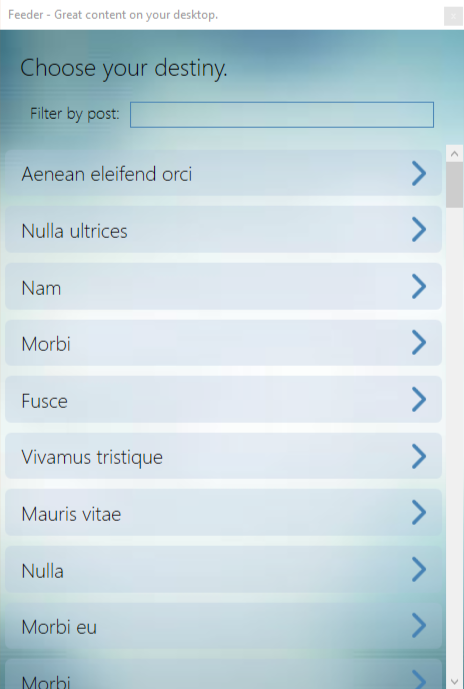 Feeder - Great content on your desktop.
Choose your destiny.
Filter by post:
Aenean eleifend orci
Nulla ultrices
Nam
Morbi
Fusce
Vivamus tristique
Mauris vitae
Nulla
Morbi eu
Morbi